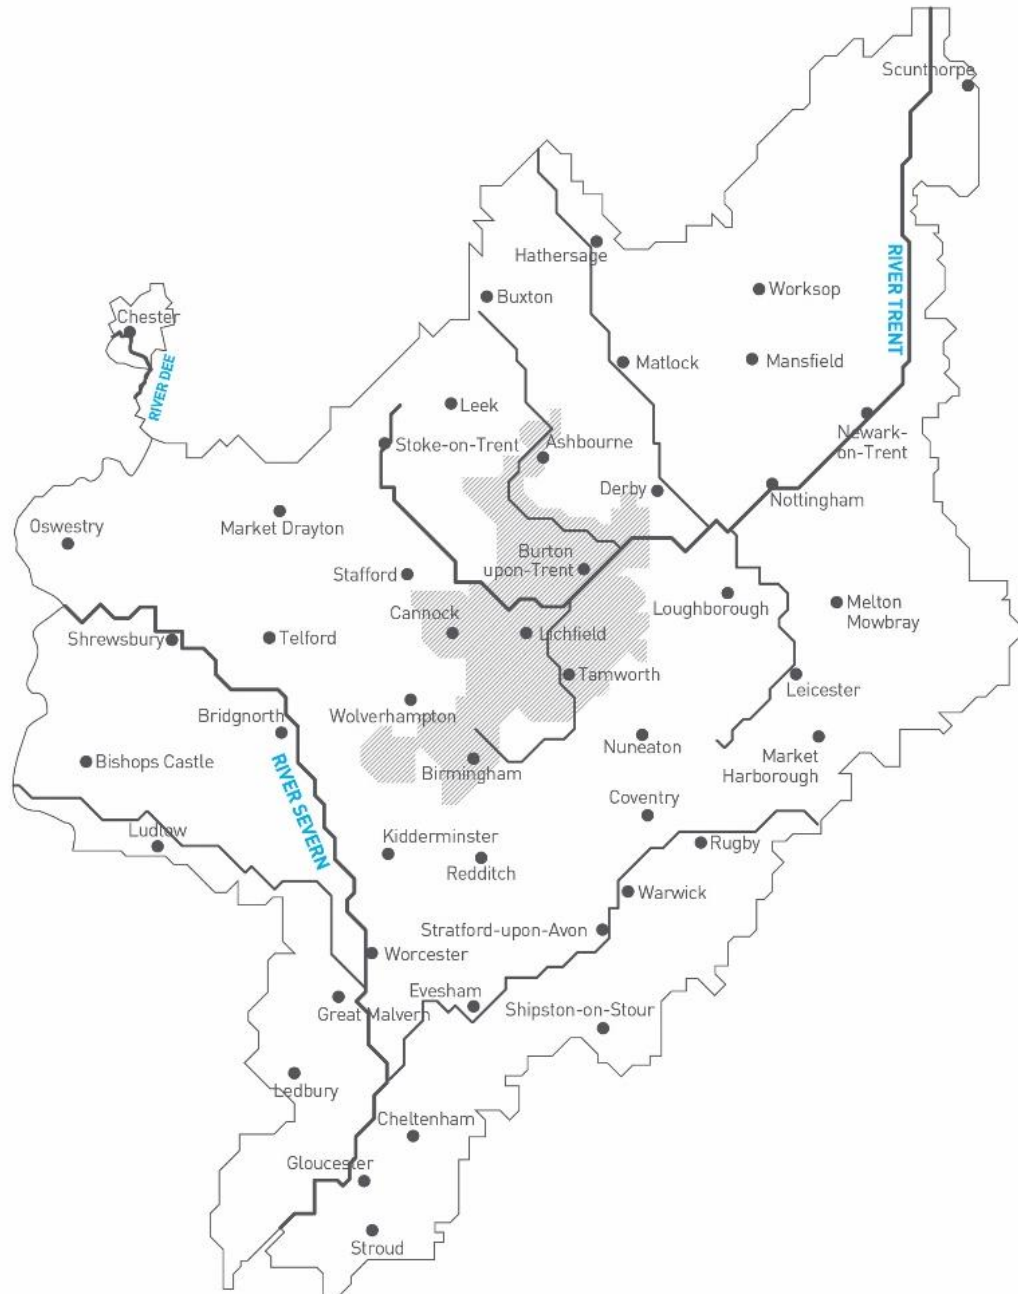 Scunthorpe
Hathersage
Buxton
Worksop
RIVER TRENT
Chester
RIVER DEE
Matlock
Mansfield
Leek
Stoke-on-Trent
Ashbourne
Newark-
on-Trent
Derby
Nottingham
Market Drayton
Oswestry
Burton
upon-Trent
Stafford
Cannock
Loughborough
Melton
Mowbray
Shrewsbury
Telford
Lichfield
Tamworth
Leicester
Bridgnorth
Wolverhampton
Nuneaton
Market
Harborough
Bishops Castle
RIVER SEVERN
Birmingham
Coventry
Ludlow
Kidderminster
Redditch
Rugby
Warwick
Stratford-upon-Avon
Worcester
Evesham
Great Malvern
Shipston-on-Stour
Ledbury
Cheltenham
Gloucester
Stroud